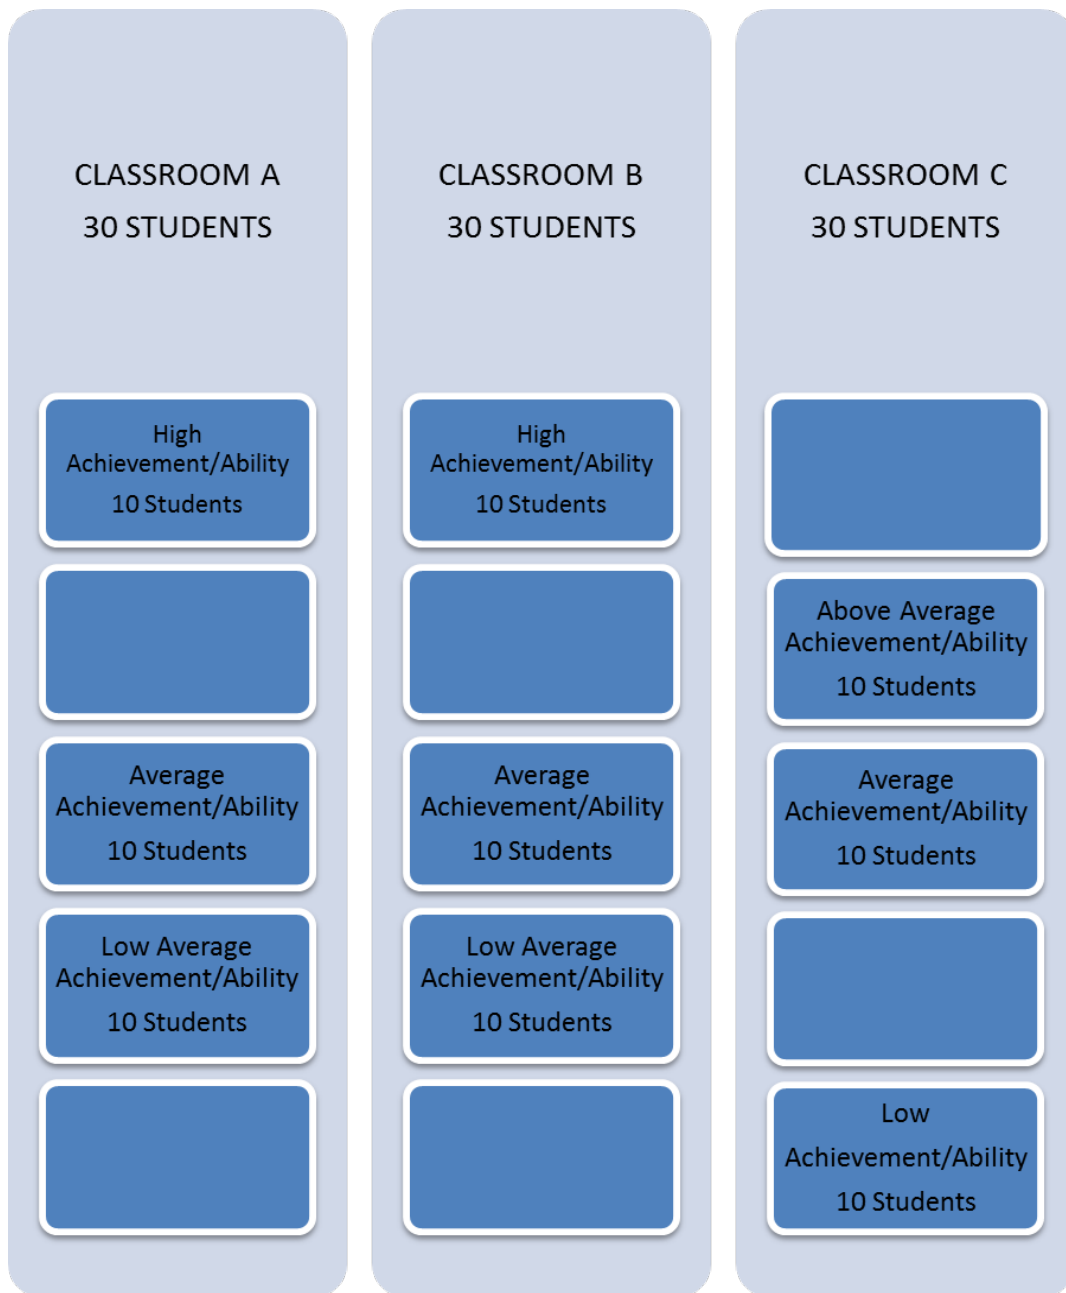 CLASSROOM A
30 STUDENTS
High
Achievement/Ability
10 Students
Average
Achievement/Ability
10 Students
Low Average
Achievement/Ability
10 Students
CLASSROOM B
30 STUDENTS
High
Achievement/Ability
10 Students
Average
Achievement/Ability
10 Students
Low Average
Achievement/Ability
10 Students
CLASSROOM C
30 STUDENTS
Above Average
Achievement/Ability
10 Students
Average
Achievement/Ability
10 Students
Low
Achievement/Ability
10 Students